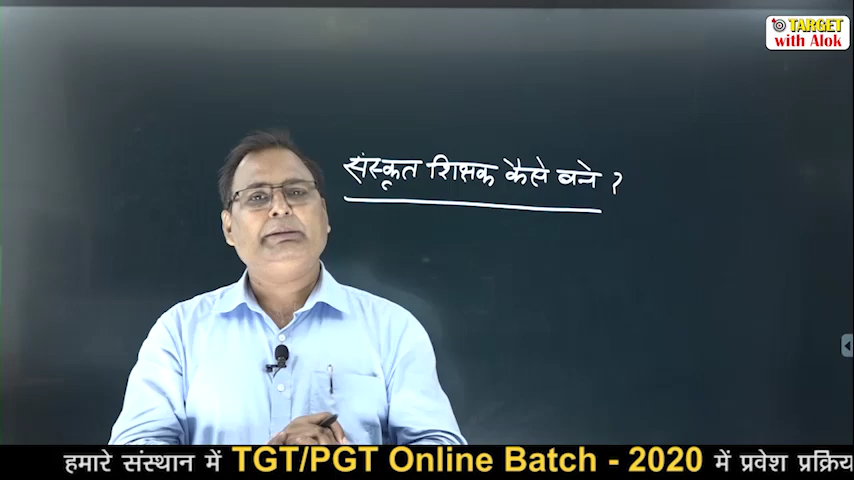 TARGET
with Alok
संस्कृत शिक्षक कैसे बने ?
हमारे संस्थान में TGT/PGT Online Batch - 2020 में प्रवेश प्रक्रिय